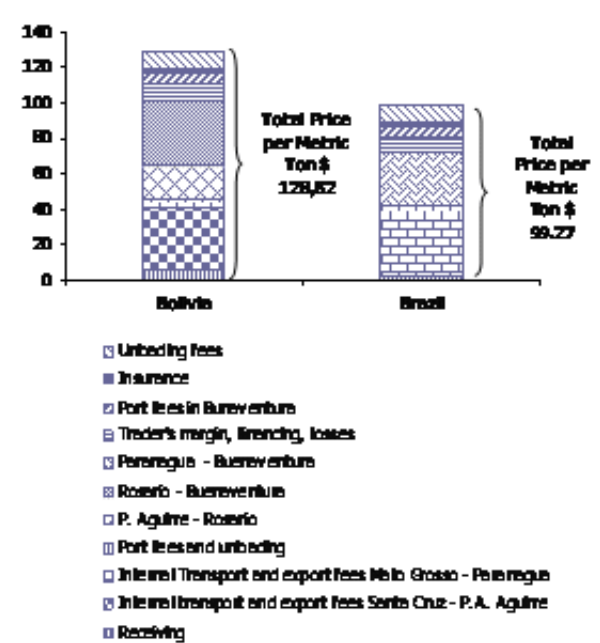 140
120
100
80
60
40
20
0
Total Price
per Metric
Ton $
128,82
Total
Price per
Metric
Ton $
99.27
Bolivia
Brazil
Unloading fees
Insurance
Port fees in Buenaventura
Trader's margin, financing, losses
Paranagua - Buenaventura
Rosario - Buenaventura
P. Aguirre - Rosario
Port fees and unloading
Internal Transport and export fees Mato Grosso - Paranagua
Internal transport and export fees Santa Cruz - P.A. Aguirre
Receiving